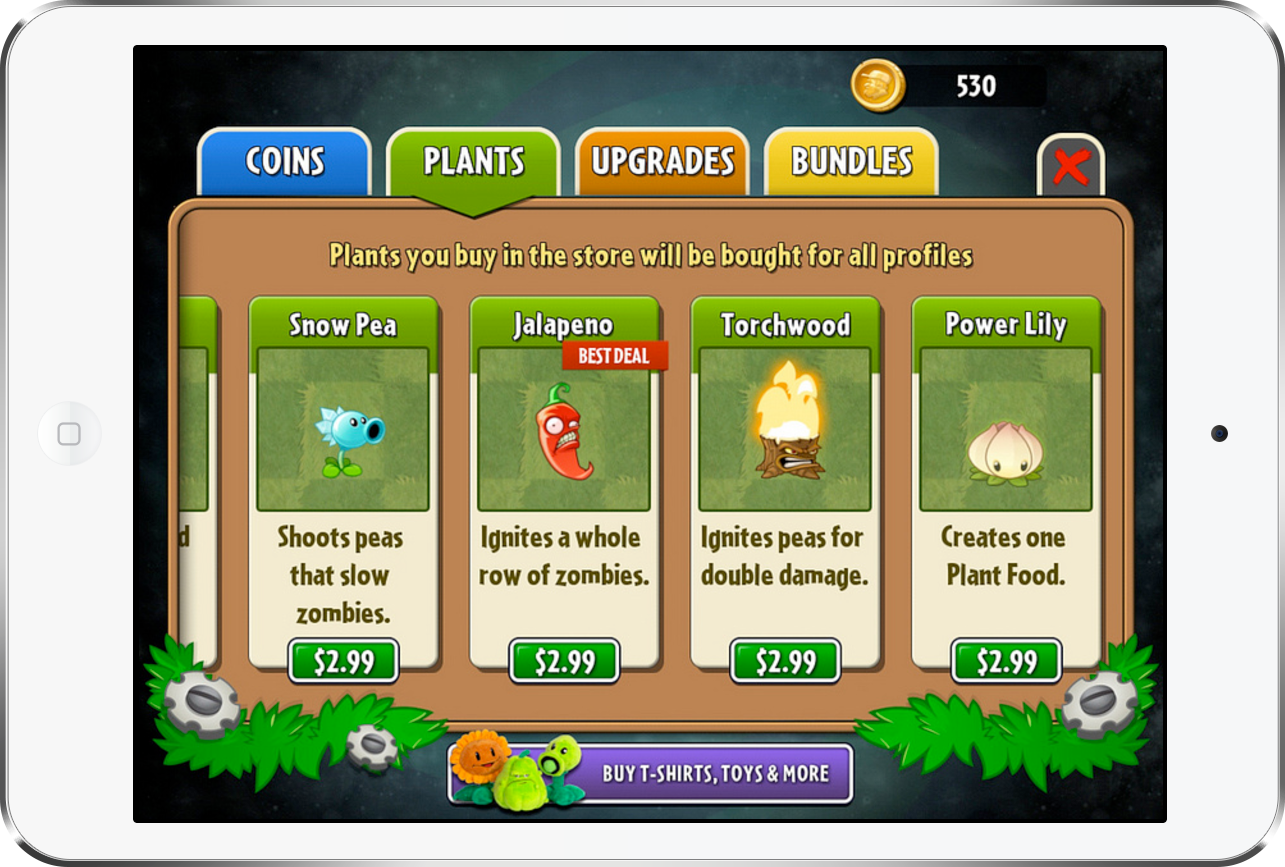 530
COINS
PLANTS
UPGRADES
BUNDLES
Plants you buy in the store will be bought for all profiles
d
Snow Pea
Shoots peas
that slow
zombies.
$2.99
Jalapeno
BEST DEAL
Ignites a whole
row of zombies.
$2.99
Torchwood
Ignites peas for
double damage.
$2.99
Power Lily
Creates one
Plant Food.
$2.99
BUY T-SHIRTS, TOYS & MORE